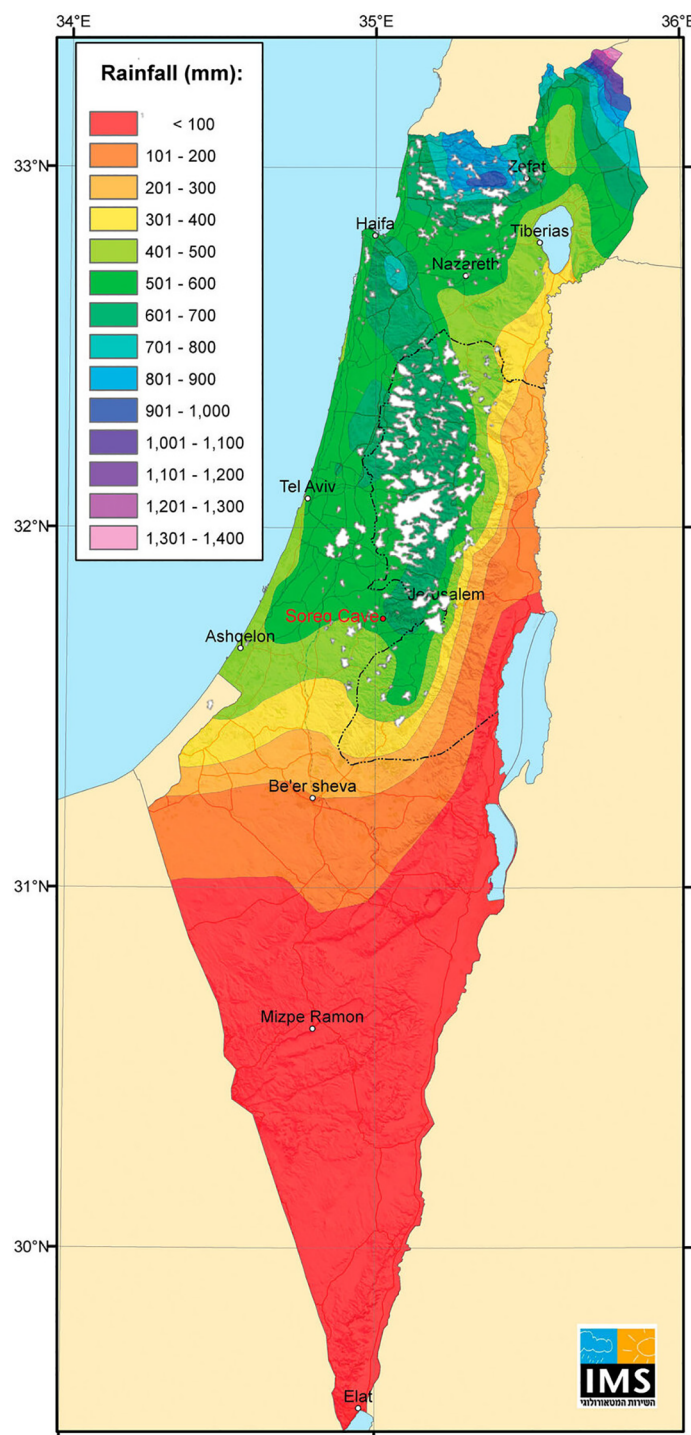 34°E
35°E
36°E
Rainfall (mm):
< 100
101 - 200
201 - 300
301 - 400
401 - 500
501 - 600
601 - 700
701 - 800
801 - 900
901 - 1,000
1,001 - 1,100
1,101 - 1,200
1,201 - 1,300
1,301 - 1,400
33°N
Zefat
Haifa
Tiberias
Nazareth
Tel Aviv
32°N
Jerusalem
Soreq Cave
Ashqelon
Be'er sheva
31°N
Mizpe Ramon
30°N
Elat
IMS
השירות המטאורולוגי